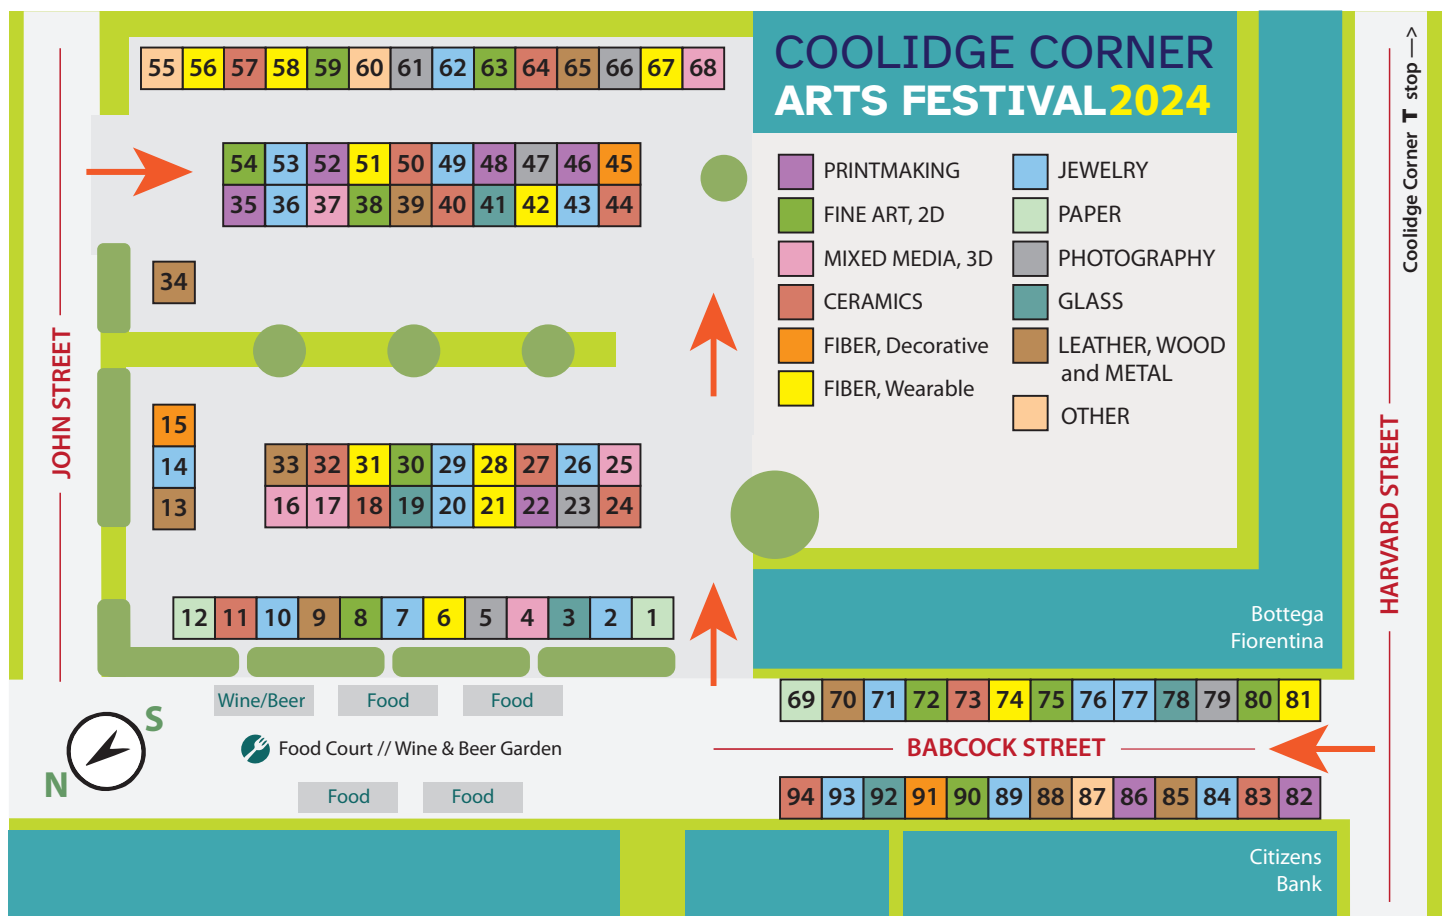 COOLIDGE CORNER
ARTS FESTIVAL 2024
Coolidge Corner T stop —>
55 56 57 58 59 60 61 62 63 64 65 66 67 68
54 53 52 51 50 49 48 47 46 45
35 36 37 38 39 40 41 42 43 44
34
PRINTMAKING
FINE ART, 2D
MIXED MEDIA, 3D
CERAMICS
FIBER, Decorative
FIBER, Wearable
JEWELRY
PAPER
PHOTOGRAPHY
GLASS
LEATHER, WOOD
and METAL
OTHER
JOHN STREET
HARVARD STREET
15
14
13
33 32 31 30 29 28 27 26 25
16 17 18 19 20 21 22 23 24
12 11 10 9 8 7 6 5 4 3 2 1
Bottega
Fiorentina
Wine/Beer
Food
Food
69 70 71 72 73 74 75 76 77 78 79 80 81
S
N
Food Court // Wine & Beer Garden
BABCOCK STREET
Food
Food
94 93 92 91 90 89 88 87 86 85 84 83 82
Citizens
Bank